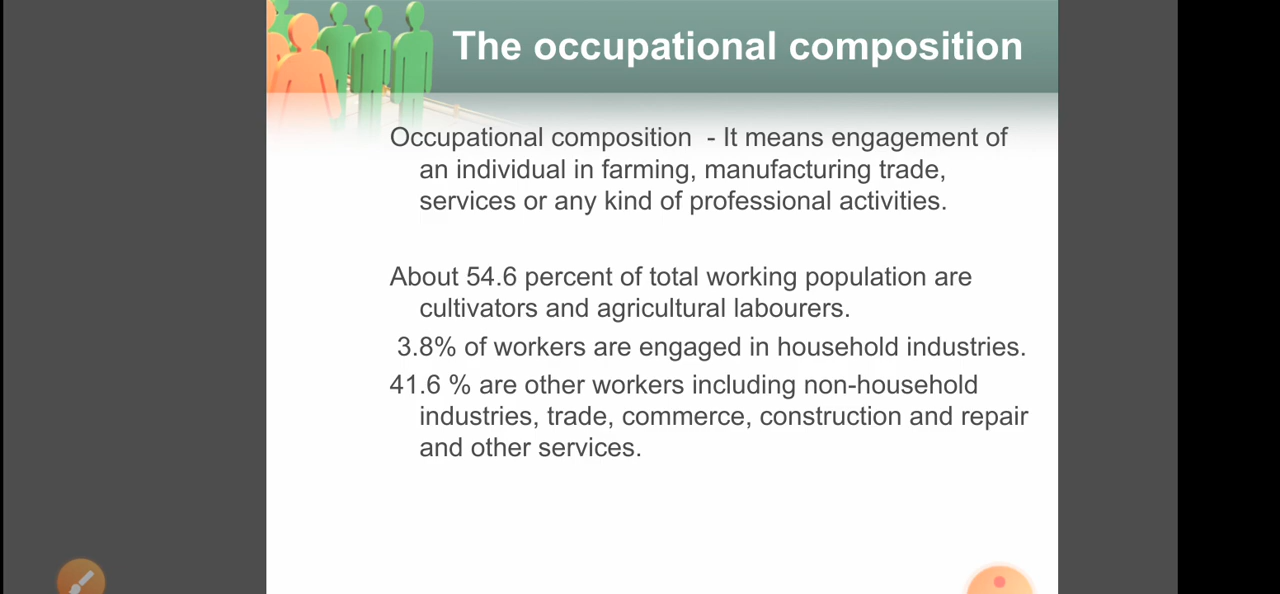 The occupational composition
Occupational composition - It means engagement of
an individual in farming, manufacturing trade,
services or any kind of professional activities.
About 54.6 percent of total working population are
cultivators and agricultural labourers.
3.8% of workers are engaged in household industries.
41.6 % are other workers including non-household
industries, trade, commerce, construction and repair
and other services.